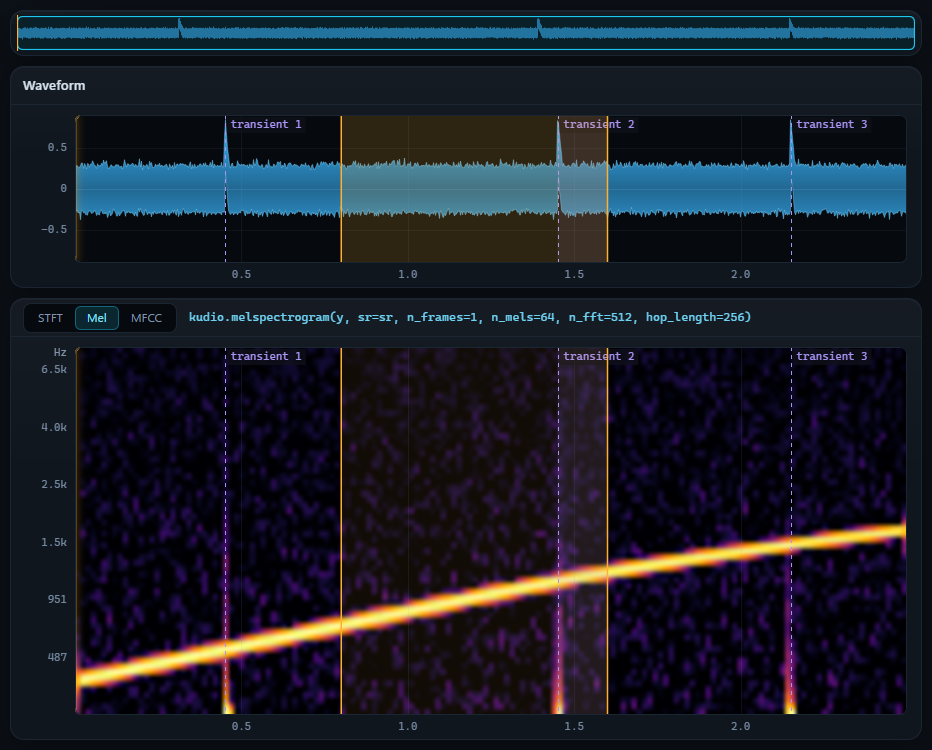 Waveform
transient 1
transient 2
transient 3
0.5
0
−0.5
0.5 1.0 1.5 2.0
STFT Mel MFCC kudio.melspectrogram(y, sr=sr, n_frames=1, n_mels=64, n_fft=512, hop_length=256)
Hz
transient 1
transient 2
transient 3
6.5k
4.0k
2.5k
1.5k
951
487
0.5 1.0 1.5 2.0